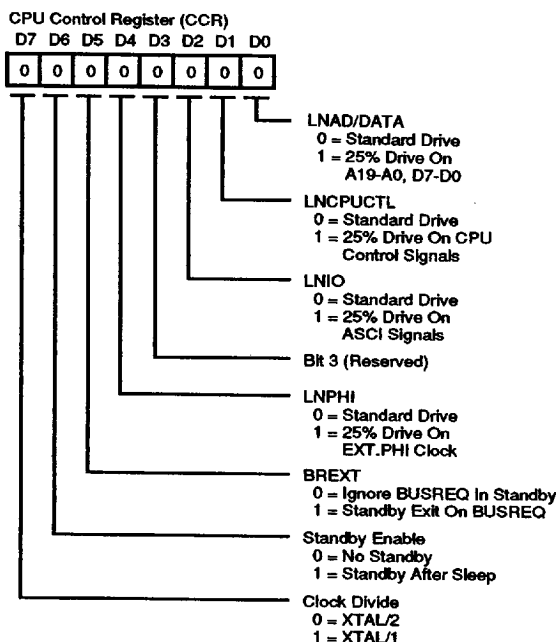 CPU Control Register (CCR)
D7 D6 D5 D4 D3 D2 D1 D0
0 0 0 0 0 0 0 0
LNAD/DATA
0 = Standard Drive
1 = 25% Drive On
A19-A0, D7-D0
LNCPUCTL
0 = Standard Drive
1 = 25% Drive On CPU
Control Signals
LNIO
0 = Standard Drive
1 = 25% Drive On
ASCI Signals
Bit 3 (Reserved)
LNPHI
0 = Standard Drive
1 = 25% Drive On
EXT.PHI Clock
BREXT
0 = Ignore BUSREQ In Standby
1 = Standby Exit On BUSREQ
Standby Enable
0 = No Standby
1 = Standby After Sleep
Clock Divide
0 = XTAL/2
1 = XTAL/1